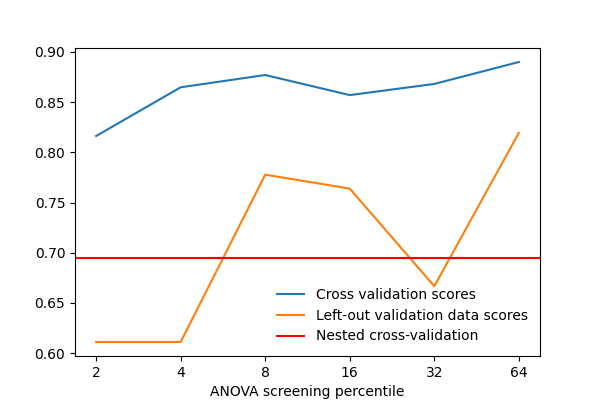 0.90
0.85
0.80
0.75
0.70
0.65
0.60
Cross validation scores
Left-out validation data scores
Nested cross-validation
2 4 8 16 32 64
ANOVA screening percentile